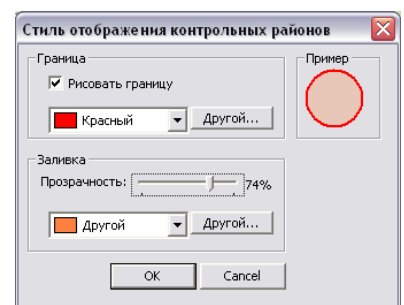 Стиль отображения контрольных районов
Граница
Пример
Рисовать границу
Красный
Другой...
Заливка
Прозрачность:
74%
Другой
Другой...
OK
Cancel